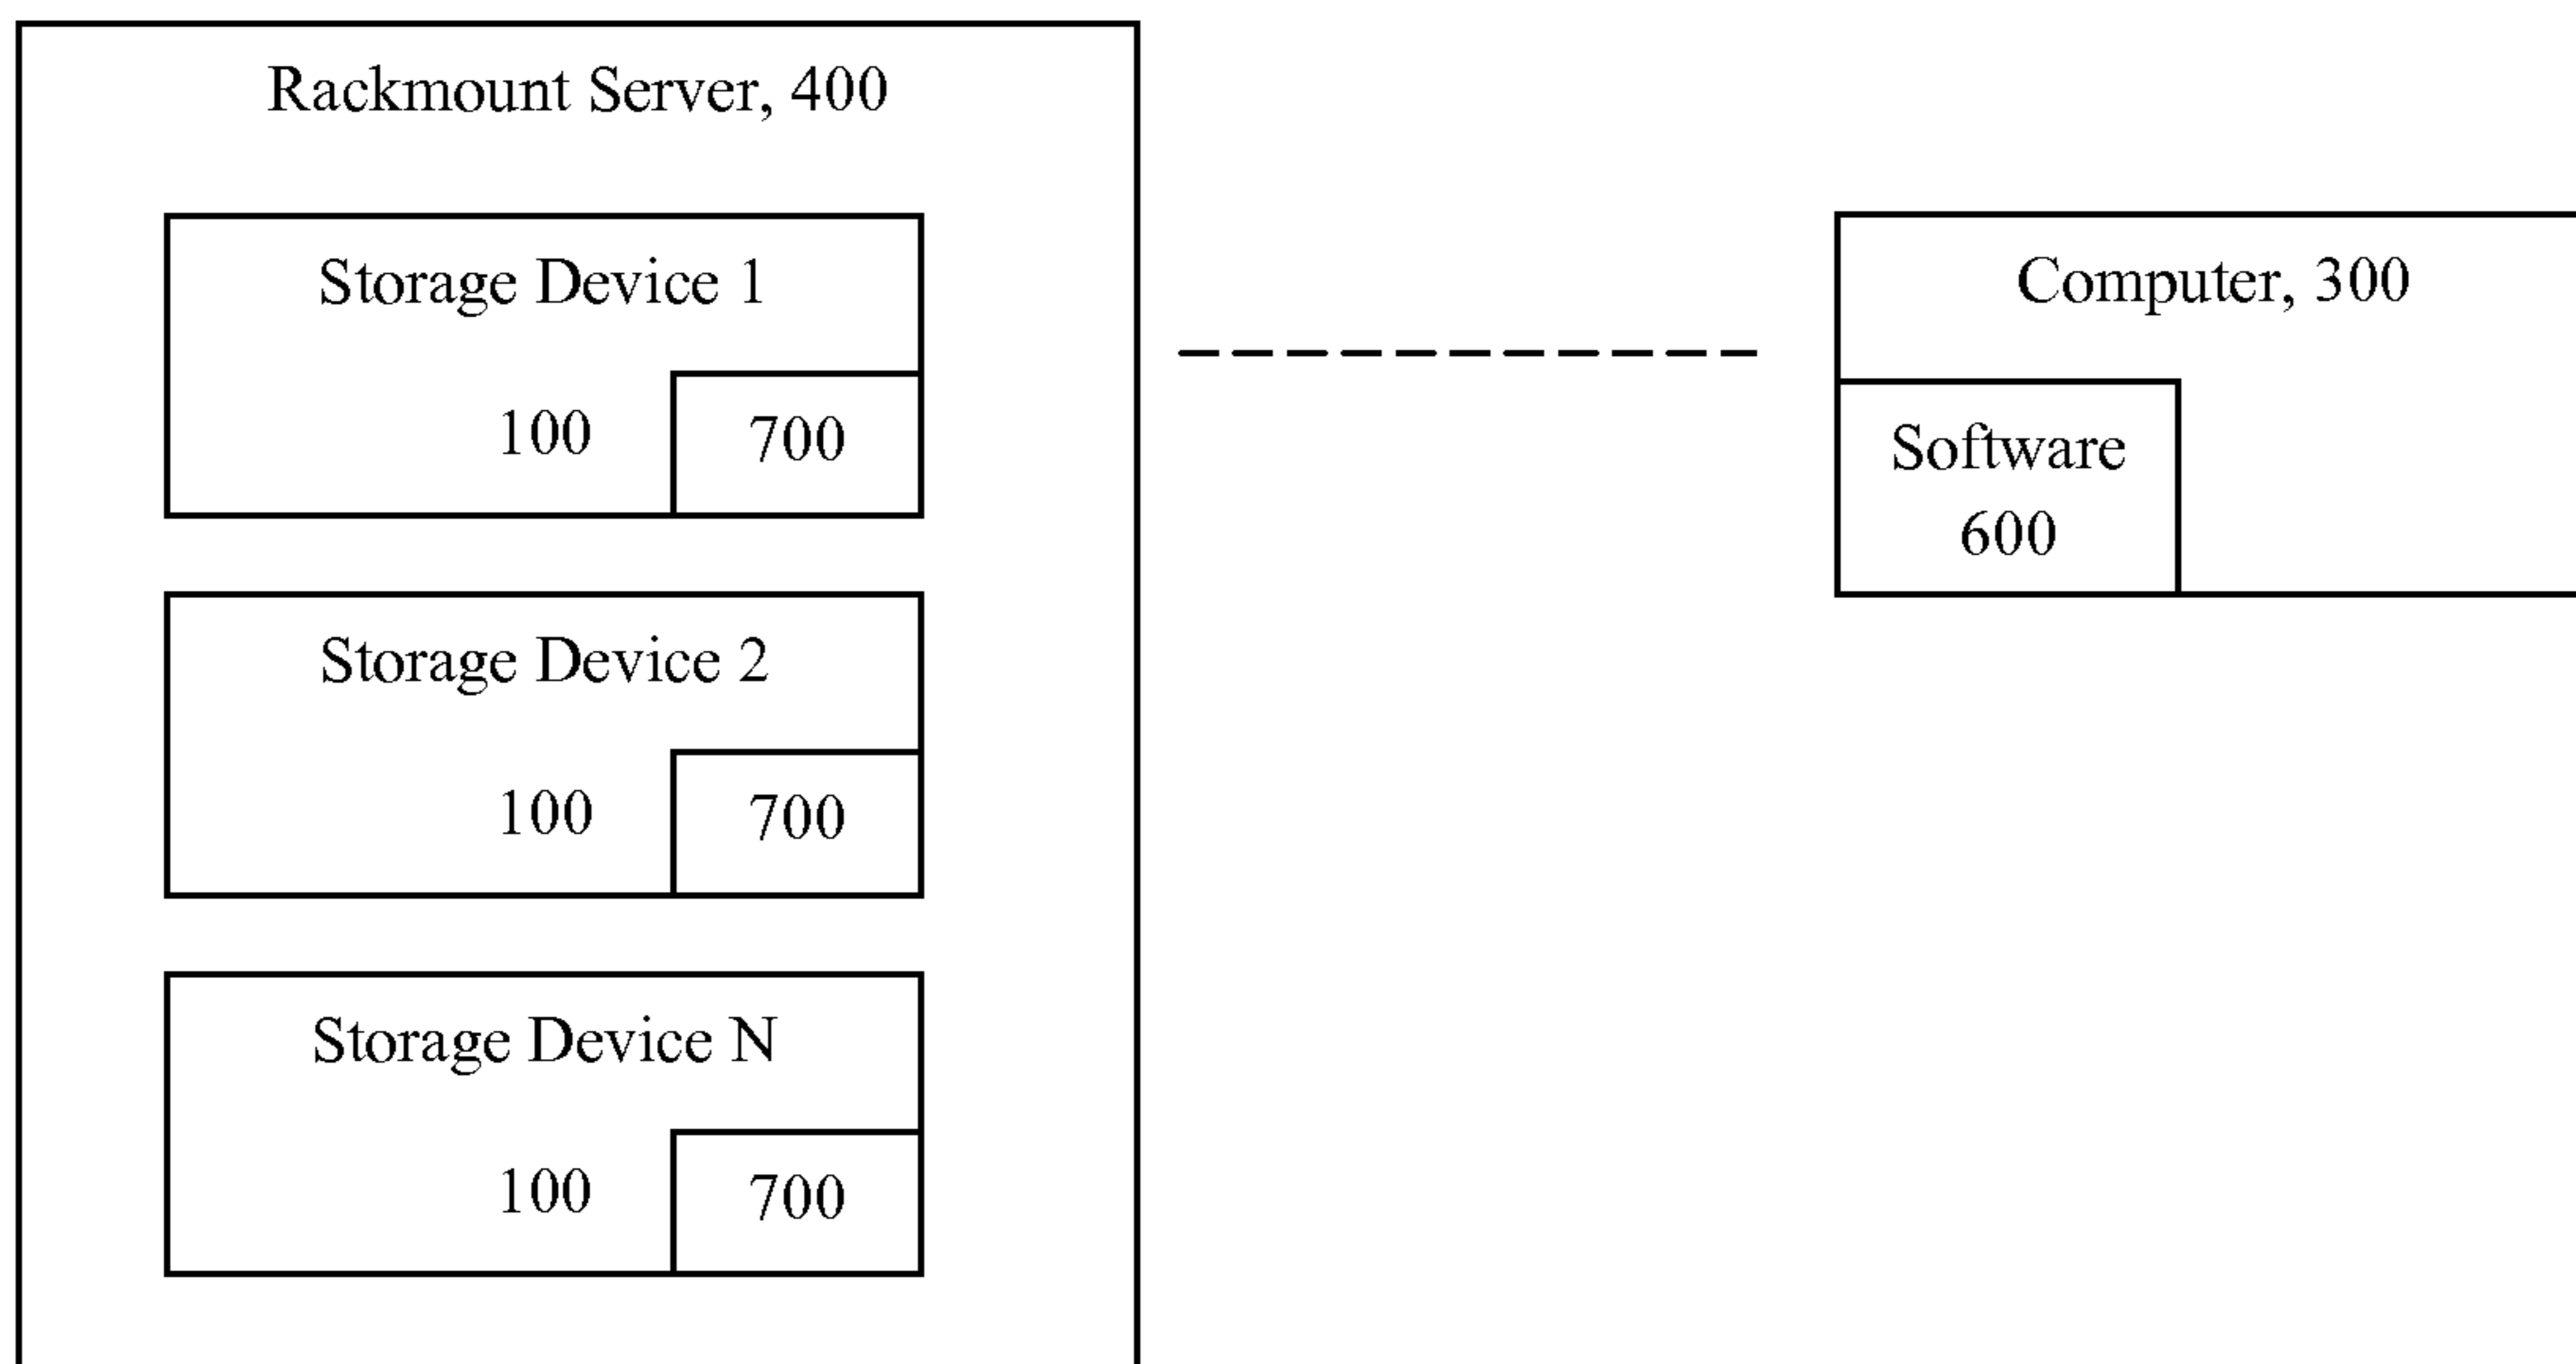 Rackmount Server, 400
Storage Device 1
100
700
Storage Device 2
100
700
Storage Device N
100
700
Computer, 300
Software
600